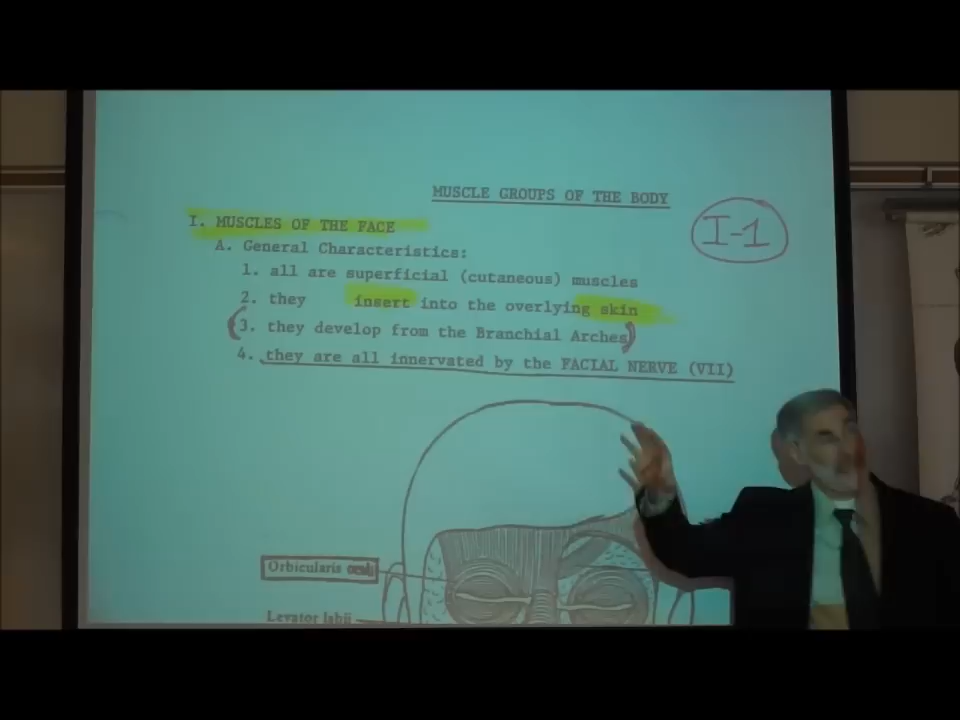 MUSCLE GROUPS OF THE BODY
I-1
I. MUSCLES OF THE FACE
A. General Characteristics:
1. all are superficial (cutaneous) muscles
2. they insert into the overlying skin
(3. they develop from the Branchial Arches)
4. they are all innervated by the FACIAL NERVE (VII)
Orbicularis oculi
Levator labii